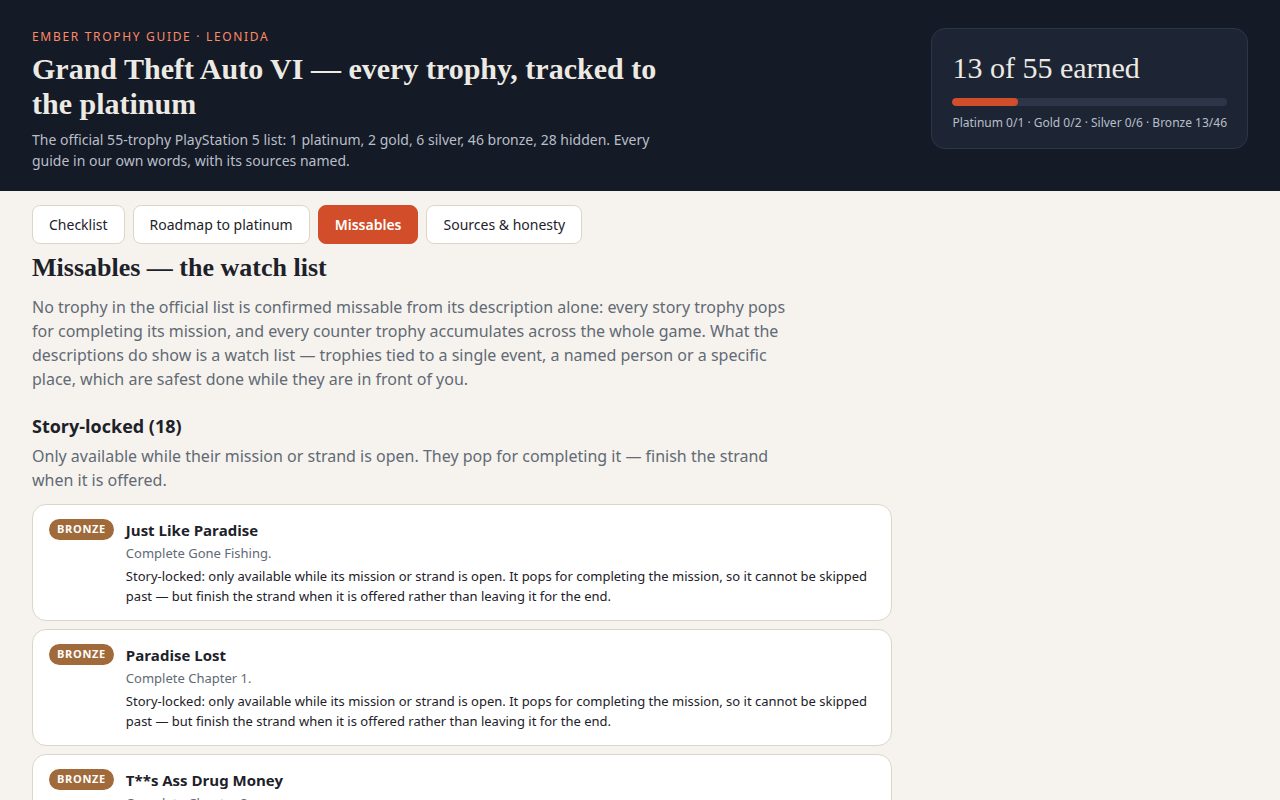 EMBER TROPHY GUIDE · LEONIDA
Grand Theft Auto VI — every trophy, tracked to
the platinum
The official 55-trophy PlayStation 5 list: 1 platinum, 2 gold, 6 silver, 46 bronze, 28 hidden. Every
guide in our own words, with its sources named.
13 of 55 earned
Platinum 0/1 · Gold 0/2 · Silver 0/6 · Bronze 13/46
Checklist
Roadmap to platinum
Missables
Sources & honesty
Missables — the watch list
No trophy in the official list is confirmed missable from its description alone: every story trophy pops
for completing its mission, and every counter trophy accumulates across the whole game. What the
descriptions do show is a watch list — trophies tied to a single event, a named person or a specific
place, which are safest done while they are in front of you.
Story-locked (18)
Only available while their mission or strand is open. They pop for completing it — finish the strand
when it is offered.
BRONZE
Just Like Paradise
Complete Gone Fishing.
Story-locked: only available while its mission or strand is open. It pops for completing the mission, so it cannot be skipped
past — but finish the strand when it is offered rather than leaving it for the end.
BRONZE
Paradise Lost
Complete Chapter 1.
Story-locked: only available while its mission or strand is open. It pops for completing the mission, so it cannot be skipped
past — but finish the strand when it is offered rather than leaving it for the end.
BRONZE
T**s Ass Drug Money